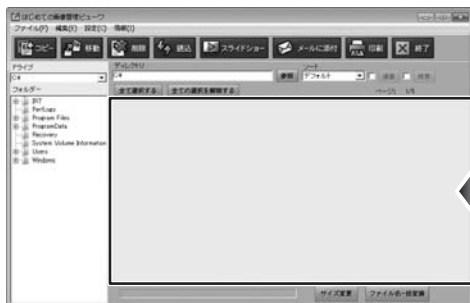 はじめての画像管理ビューワ
ファイル(F) 編集(E) 設定(C) 情報(I)
コピー 移動 削除 読込 スライドショー メールに添付 印刷 終了
ドライブ ディレクトリ ソート
C:¥ C:¥ 参照 デフォルト
フォルダー 全て選択する 全ての選択を解除する ページ: 1/1
IRT
PerfLogs
Program Files
ProgramData
Recovery
System Volume Information
Users
Windows
サイズ変更 ファイル名一括変換